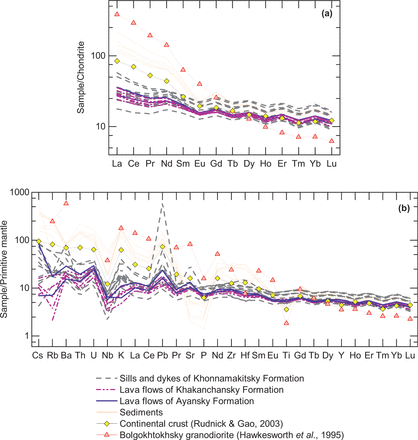 (a)
Sample/Chondrite
100
10
La Ce Pr Nd Sm Eu Gd Tb Dy Ho Er Tm Yb Lu
1000
(b)
Sample/Primitive mantle
100
10
1
Cs Rb Ba Th U Nb K La Ce Pb Pr Sr P Nd Zr Hf Sm Eu Ti Gd Tb Dy Y Ho Er Tm Yb Lu
Sills and dykes of Khonnamakitsky Formation
Lava flows of Khakanchansky Formation
Lava flows of Ayansky Formation
Sediments
Continental crust (Rudnick & Gao, 2003)
Bolgokhtokhsky granodiorite (Hawkesworth et al., 1995)